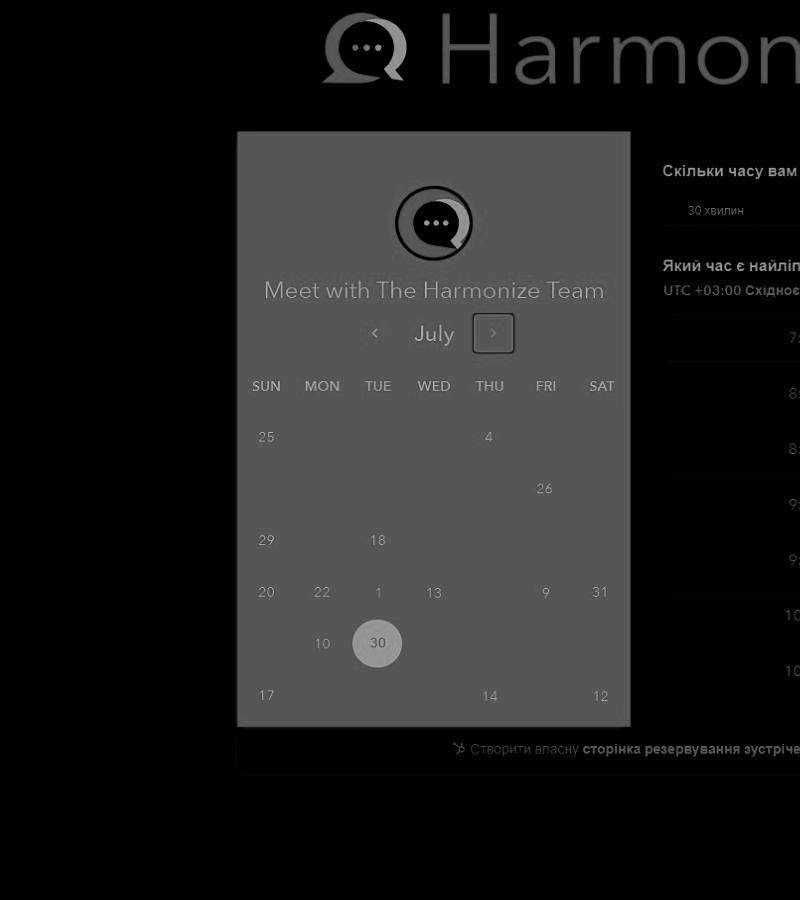 Harmon
Meet with The Harmonize Team
July
SUN MON TUE WED THU FRI SAT
25 4
26
29 18
20 22 1 13 9 31
10 30
17 14 12
Скільки часу вам
30 хвилин
Який час є найліп
UTC +03:00 Східноє
7:
8:
8:
9:
9:
10
10
Створити власну сторінка резервування зустріче